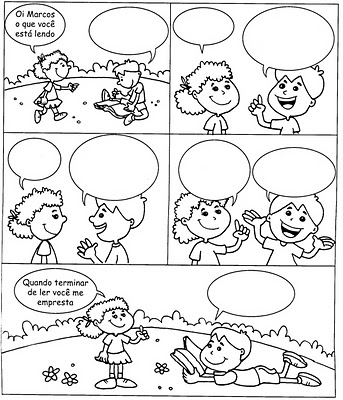 Oi Marcos
o que você
está lendo
Quando terminar
de ler você me
empresta